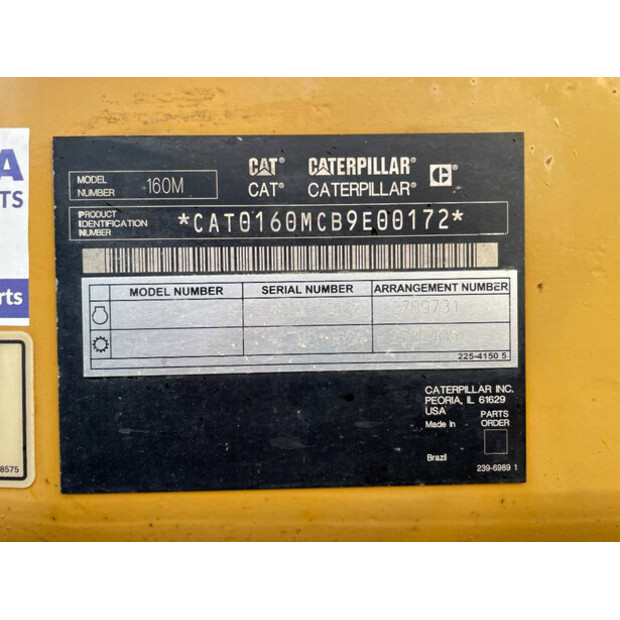 A
TS
rts
8575
MODEL NUMBER 160M
CAT® CATERPILLAR®
CAT® CATERPILLAR®
PRODUCT IDENTIFICATION NUMBER *CAT0160MCB9E00172*
MODEL NUMBER SERIAL NUMBER ARRANGEMENT NUMBER
2789731
225-4150 5
CATERPILLAR INC.
PEORIA, IL 61629
USA
Made in
PARTS ORDER
Brazil
239-6989 1